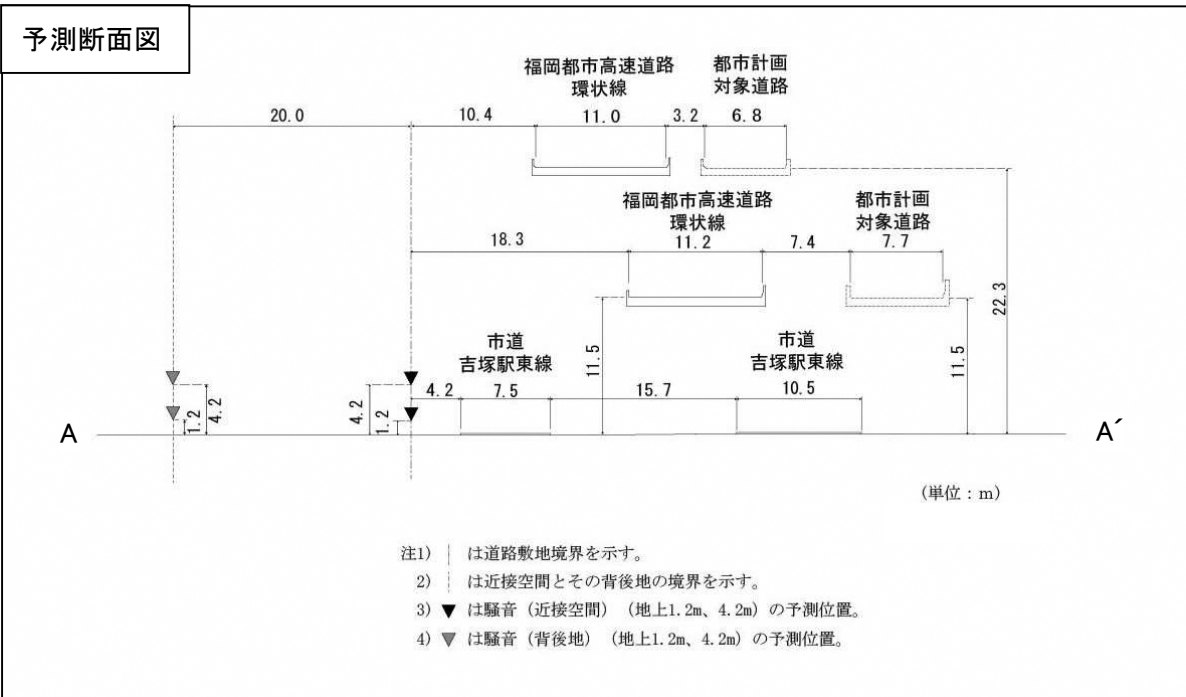 予測断面図
福岡都市高速道路
環状線
都市計画
対象道路
20.0
10.4
11.0
3.2
6.8
福岡都市高速道路
環状線
都市計画
対象道路
18.3
11.2
7.4
7.7
22.3
市道
吉塚駅東線
市道
吉塚駅東線
11.5
11.5
4.2
7.5
15.7
10.5
1.2
4.2
4.2
1.2
A
A´
(単位：m)
注1) ¦ は道路敷地境界を示す。
2) ¦ は近接空間とその背後地の境界を示す。
3) ▼ は騒音（近接空間）（地上1.2m、4.2m）の予測位置。
4) ▼ は騒音（背後地）（地上1.2m、4.2m）の予測位置。